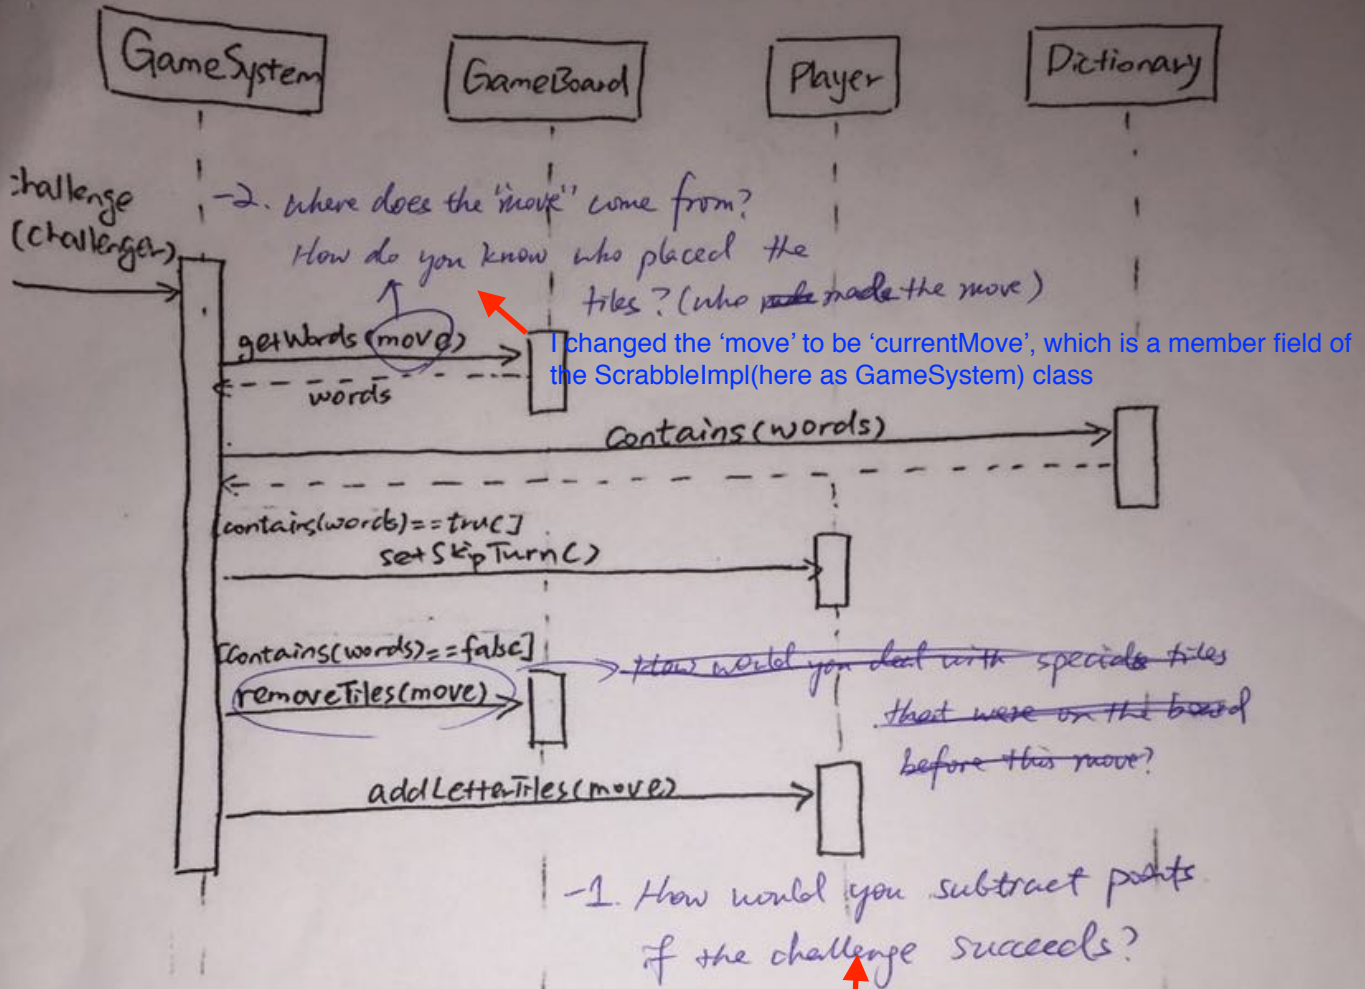 GameSystem
GameBoard
Player
Dictionary
challenge
(challenger)
-2. where does the "move" come from?
How do you know who placed the
tiles? (who made the move)
getWords(move)
I changed the ‘move’ to be ‘currentMove’, which is a member field of
the ScrabbleImpl(here as GameSystem) class
words
Contains(words)
[contains(words)==true]
setSkipTurn()
[contains(words)==false]
How would you deal with special tiles
removeTiles(move)
that were on the board
before this move?
addLetterTiles(move)
-1. How would you subtract points
if the challenge succeeds?